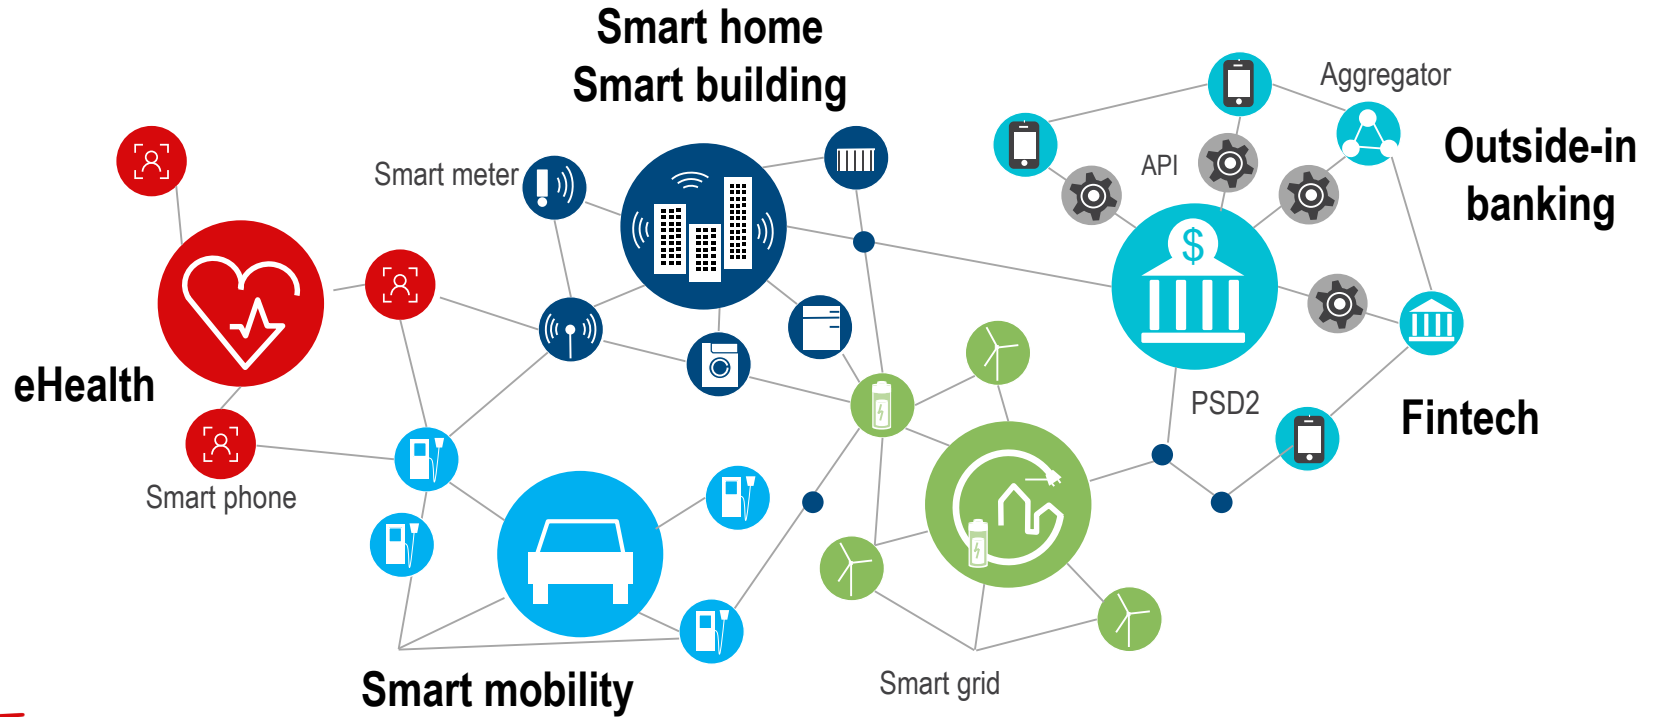 Smart home
Smart building
Aggregator
Outside-in
banking
API
Smart meter
$
eHealth
PSD2
Fintech
Smart phone
Smart mobility
Smart grid